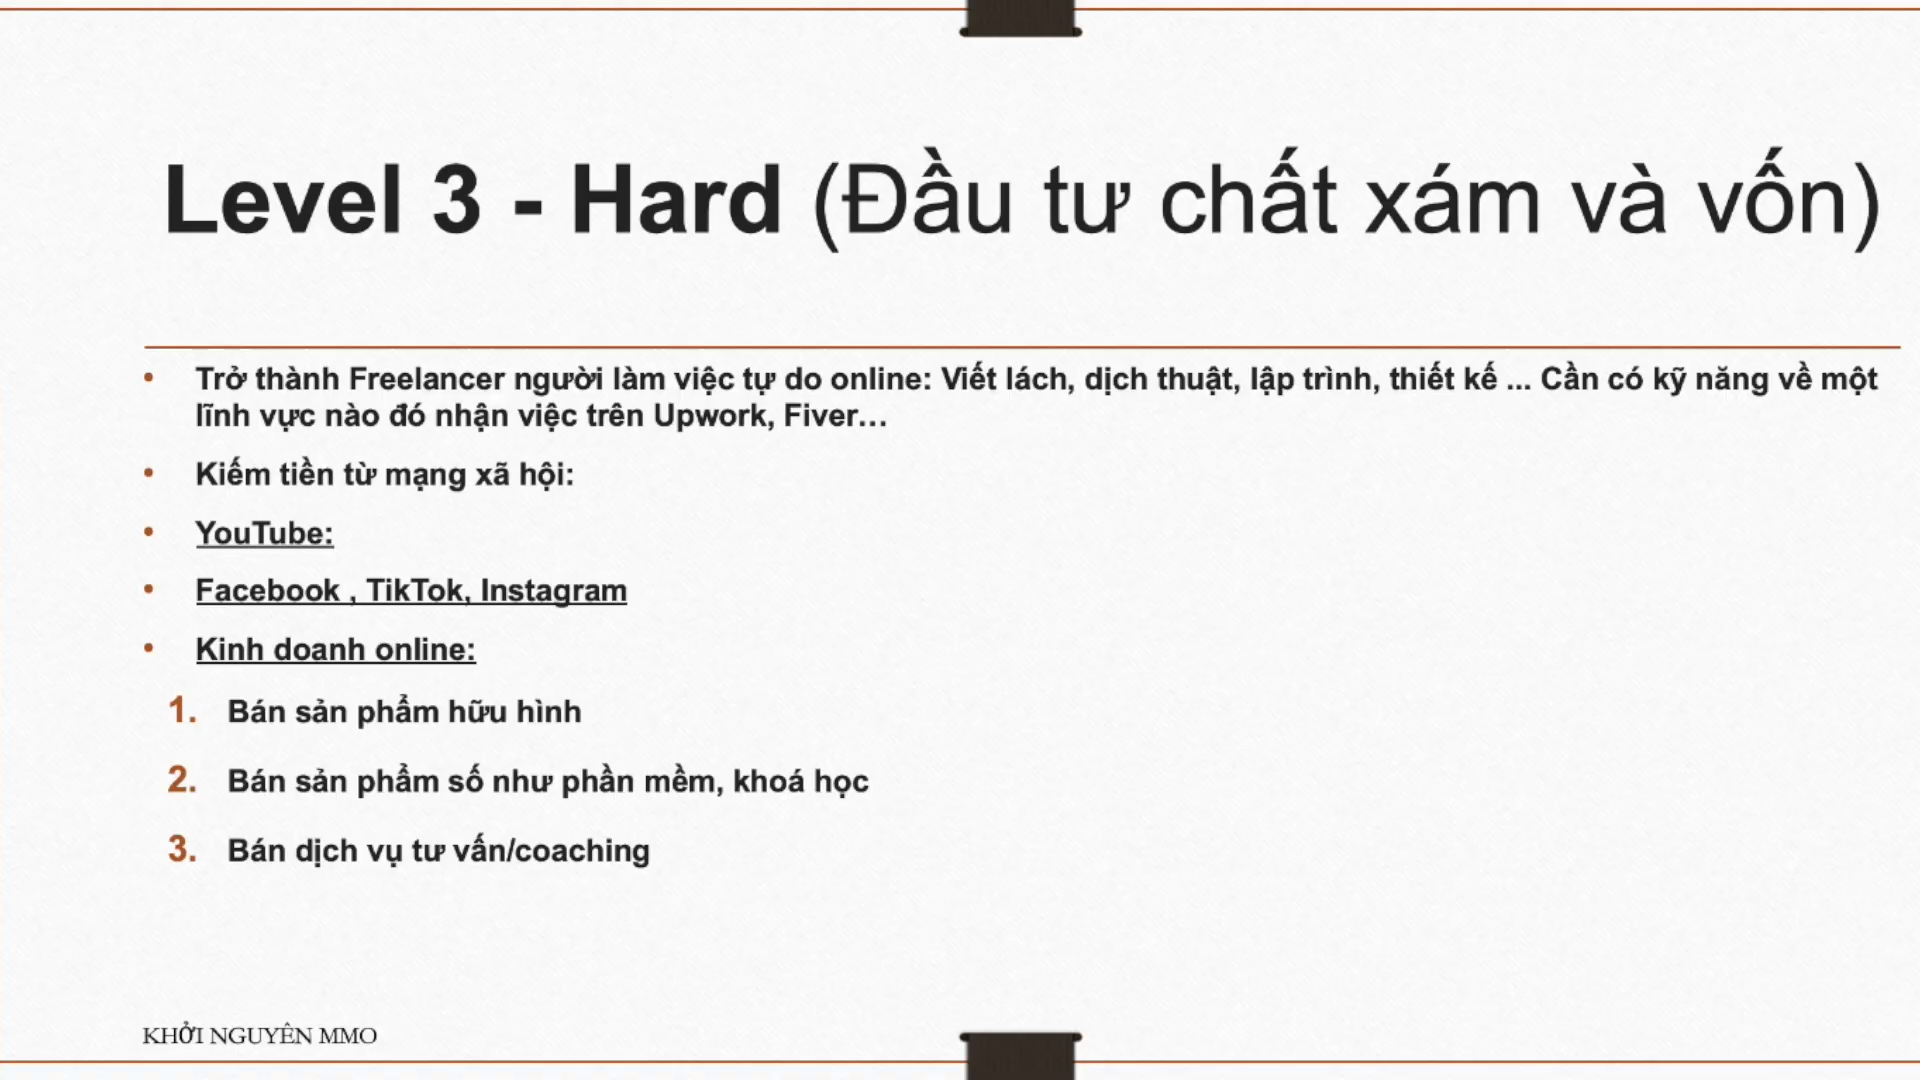 Level 3 - Hard (Đầu tư chất xám và vốn)
• Trở thành Freelancer người làm việc tự do online: Viết lách, dịch thuật, lập trình, thiết kế ... Cần có kỹ năng về một
lĩnh vực nào đó nhận việc trên Upwork, Fiver...
• Kiếm tiền từ mạng xã hội:
• YouTube:
• Facebook , TikTok, Instagram
• Kinh doanh online:
1. Bán sản phẩm hữu hình
2. Bán sản phẩm số như phần mềm, khoá học
3. Bán dịch vụ tư vấn/coaching
KHỞI NGUYÊN MMO